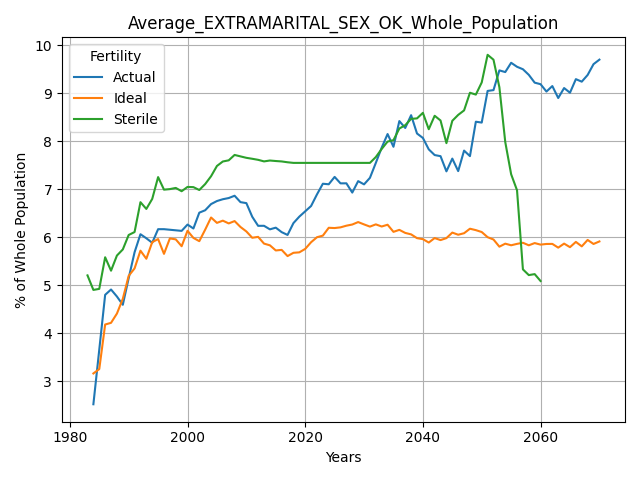 Average_EXTRAMARITAL_SEX_OK_Whole_Population
Fertility
Actual
Ideal
Sterile
% of Whole Population
10
9
8
7
6
5
4
3
1980 2000 2020 2040 2060
Years